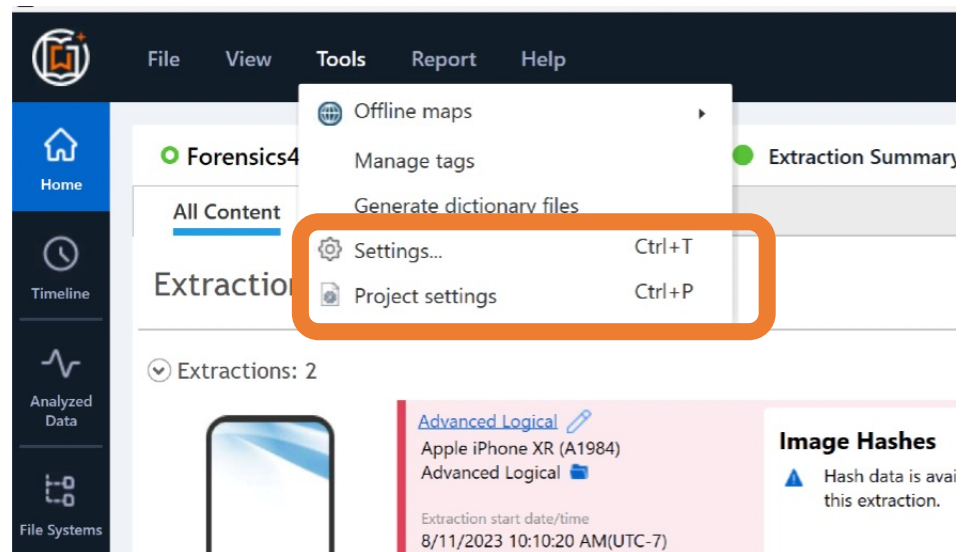 File View Tools Report Help
Offline maps
Manage tags
Generate dictionary files
Settings... Ctrl+T
Project settings Ctrl+P
Home
Timeline
Analyzed
Data
File Systems
Forensics4
Extraction Summary
All Content
Extractio
Extractions: 2
Advanced Logical
Apple iPhone XR (A1984)
Advanced Logical
Extraction start date/time
8/11/2023 10:10:20 AM(UTC-7)
Image Hashes
Hash data is avai
this extraction.